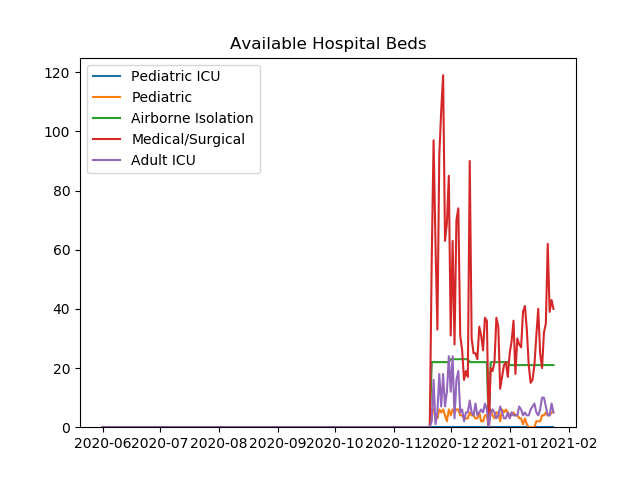 Available Hospital Beds
Pediatric ICU
Pediatric
Airborne Isolation
Medical/Surgical
Adult ICU
120
100
80
60
40
20
0
2020-06 2020-07 2020-08 2020-09 2020-10 2020-11 2020-12 2021-01 2021-02